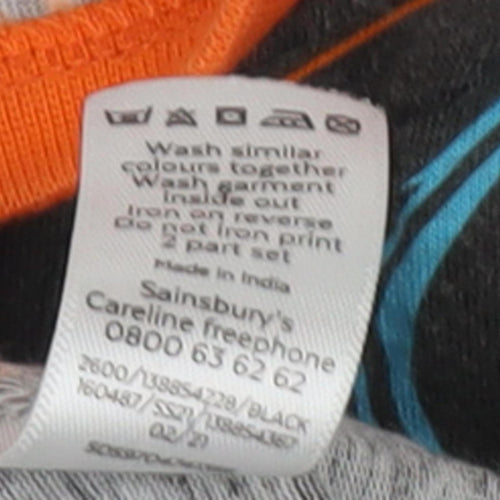 Wash similar
colours together
Wash garment
inside out
Iron on reverse
Do not iron print
2 part set
Made in India
Sainsbury's
Careline freephone
0800 63 62 62
2600/138854228/BLACK
160487/SS21/138854367
02/21